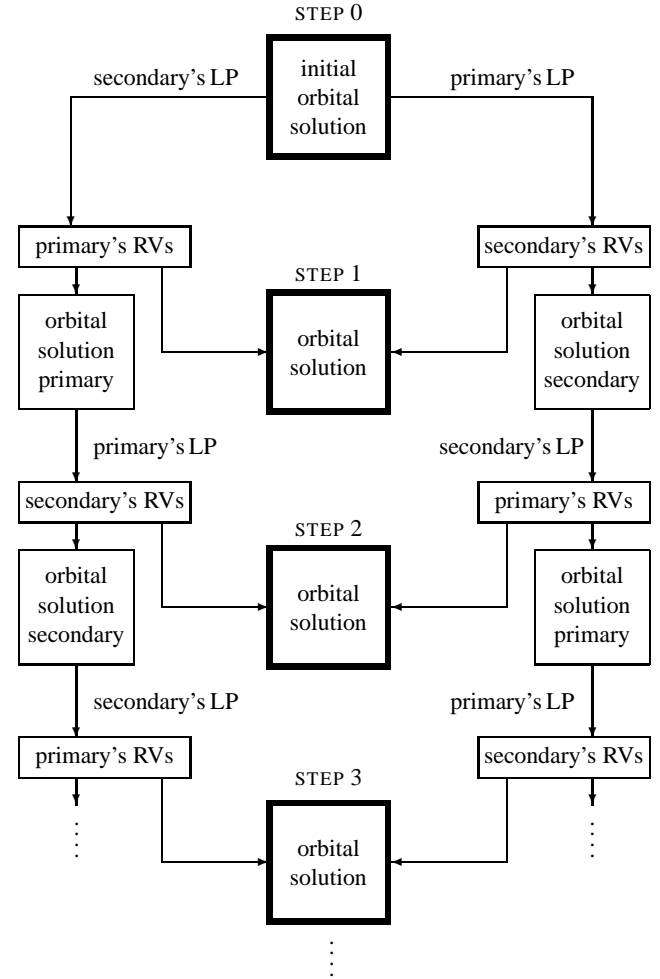 STEP 0
initial
orbital
solution
secondary's LP
primary's LP
primary's RVs
secondary's RVs
STEP 1
orbital
solution
primary
orbital
solution
orbital
solution
secondary
primary's LP
secondary's LP
secondary's RVs
primary's RVs
STEP 2
orbital
solution
secondary
orbital
solution
orbital
solution
primary
secondary's LP
primary's LP
primary's RVs
secondary's RVs
STEP 3
orbital
solution